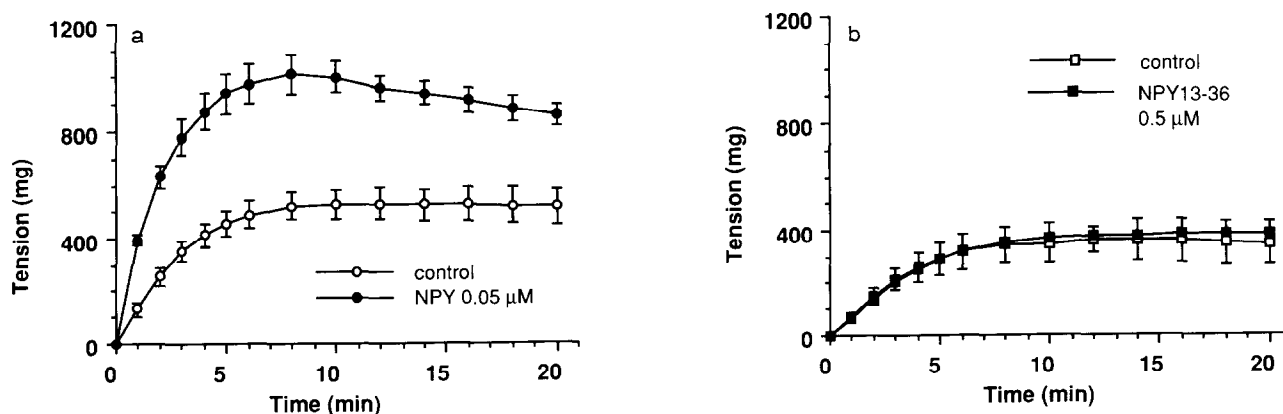 a
1200
800
400
0
Tension (mg)
control
NPY 0.05 µM
0 5 10 15 20
Time (min)
b
1200
800
400
0
Tension (mg)
control
NPY13-36
0.5 µM
0 5 10 15 20
Time (min)